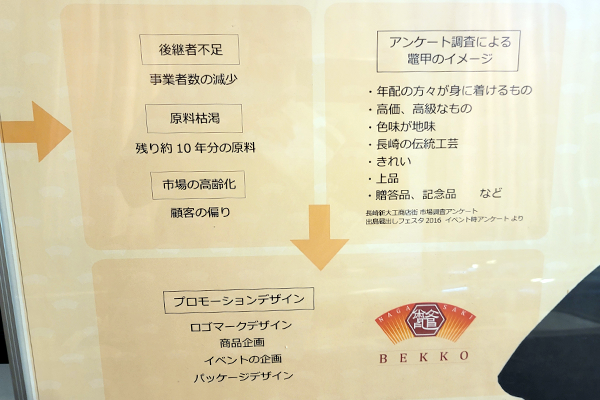 後継者不足
事業者数の減少
原料枯渇
残り約10年分の原料
市場の高齢化
顧客の偏り
アンケート調査による
鼈甲のイメージ
・年配の方々が身に着けるもの
・高価、高級なもの
・色味が地味
・長崎の伝統工芸
・きれい
・上品
・贈答品、記念品 など
長崎新大工商店街 市場調査アンケート
出島蔵出しフェスタ2016 イベント時アンケート より
プロモーションデザイン
ロゴマークデザイン
商品企画
イベントの企画
パッケージデザイン
NAGASAKI
BEKKO